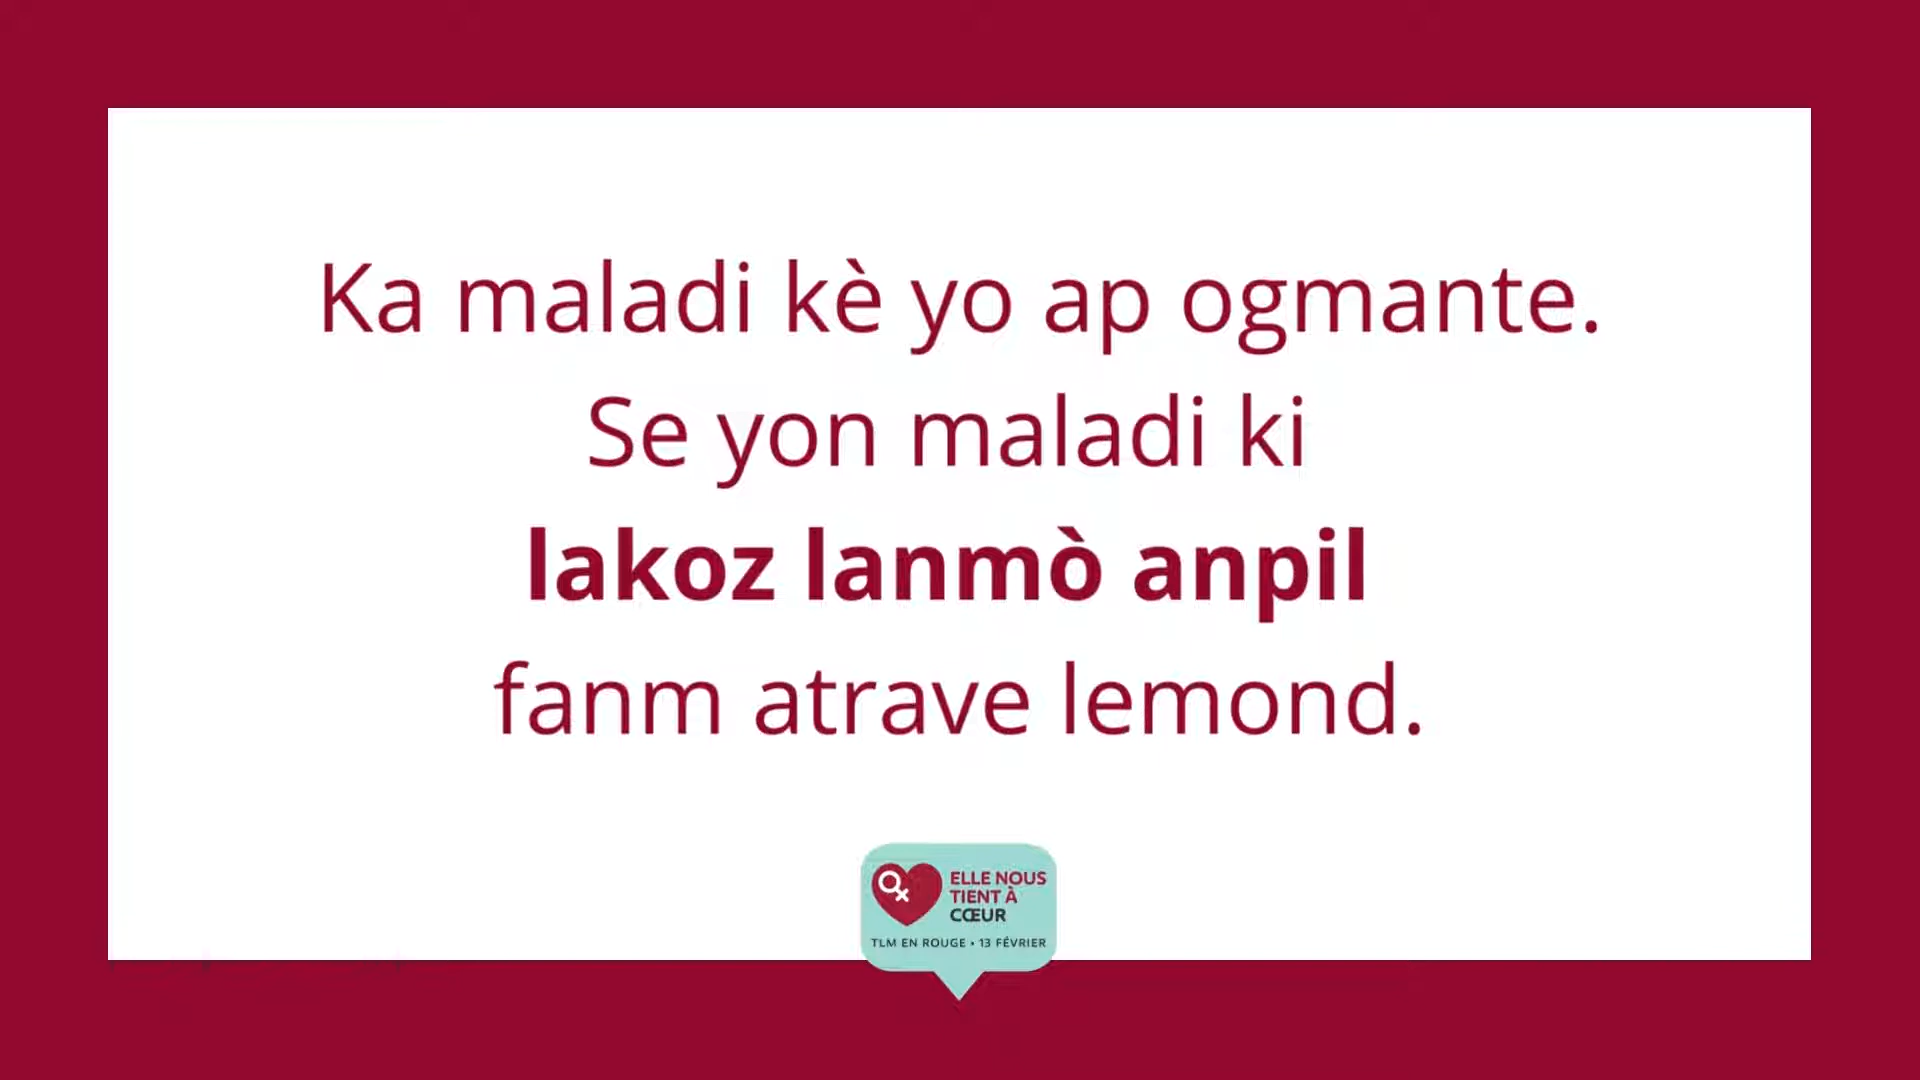 Ka maladi kè yo ap ogmante.
Se yon maladi ki
lakoz lanmò anpil
fanm atrave lemond.
ELLE NOUS
TIENT À
CŒUR
TLM EN ROUGE • 13 FÉVRIER